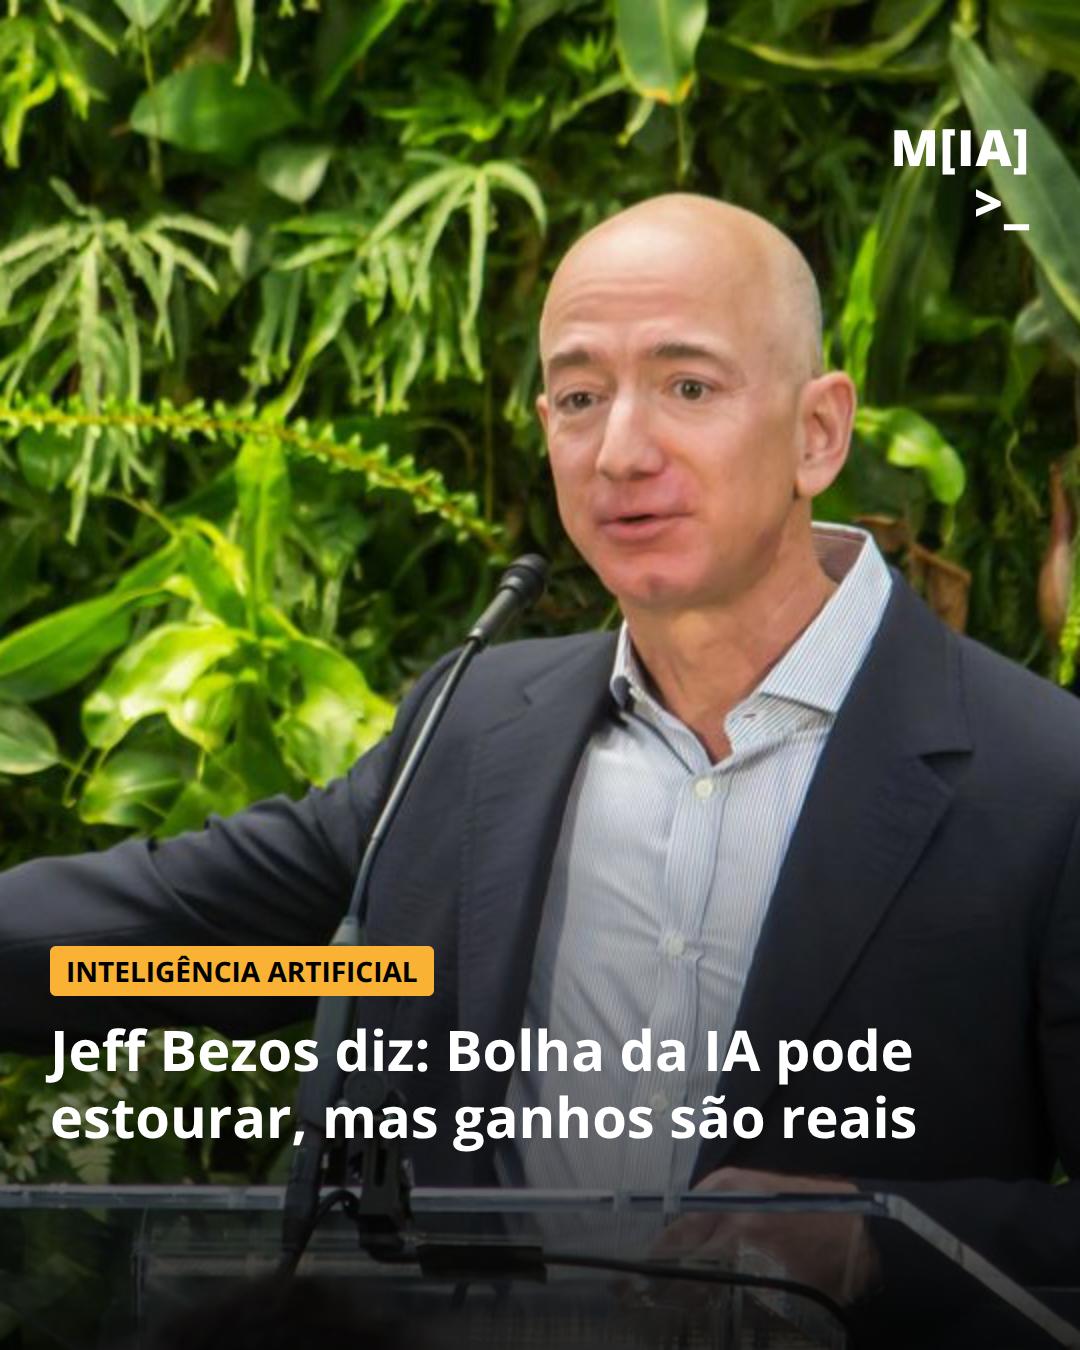 M[IA]
>_
INTELIGÊNCIA ARTIFICIAL
Jeff Bezos diz: Bolha da IA pode
estourar, mas ganhos são reais